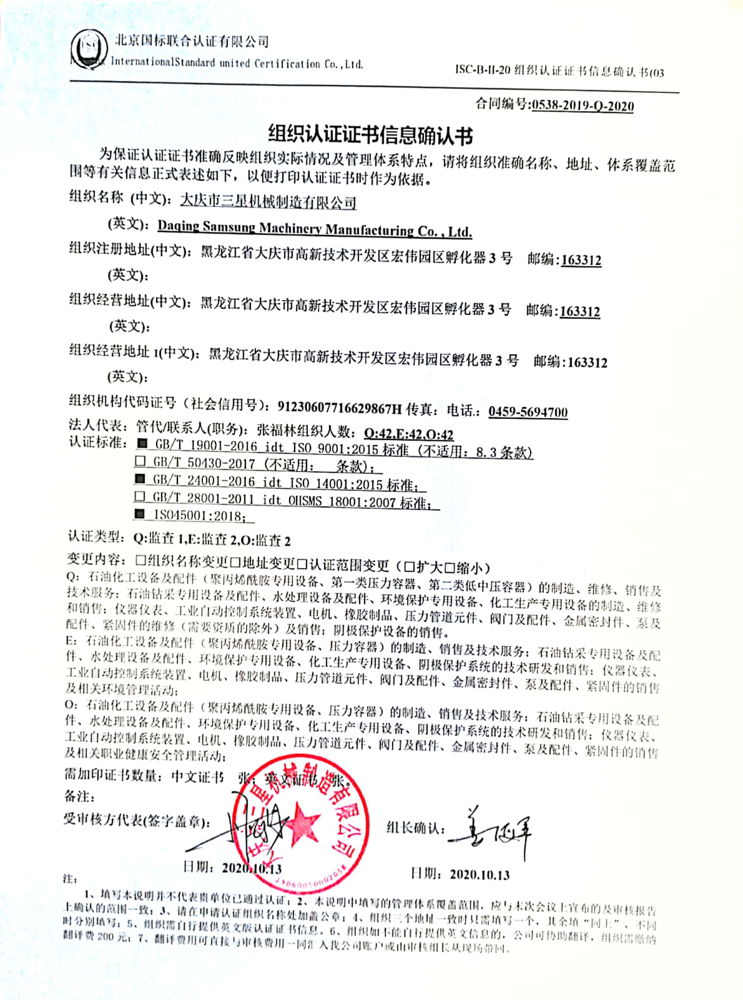 北京国标联合认证有限公司
InternationalStandard united Certification Co.,Ltd.
ISC-B-II-20 组织认证证书信息确认书(03
合同编号:0538-2019-Q-2020
组织认证证书信息确认书
为保证认证证书准确反映组织实际情况及管理体系特点，请将组织准确名称、地址、体系覆盖范
围等有关信息正式表述如下，以便打印认证证书时作为依据。
组织名称 (中文)：大庆市三星机械制造有限公司
(英文)：Daqing Samsung Machinery Manufacturing Co. , Ltd.
组织注册地址(中文)：黑龙江省大庆市高新技术开发区宏伟园区孵化器 3 号 邮编:163312
(英文)：
组织经营地址(中文)：黑龙江省大庆市高新技术开发区宏伟园区孵化器 3 号 邮编:163312
(英文)：
组织经营地址 1(中文)：黑龙江省大庆市高新技术开发区宏伟园区孵化器 3 号 邮编:163312
(英文)：
组织机构代码证号（社会信用号）：91230607716629867H 传真： 电话.： 0459-5694700
法人代表： 管代/联系人(职务)：张福林组织人数： Q:42,E:42,O:42
认证标准：■ GB/T 19001-2016 idt ISO 9001:2015 标准 (不适用：8.3 条款)
□ GB/T 50430-2017 (不适用： 条款)；
■ GB/T 24001-2016 idt ISO 14001:2015 标准；
□ GB/T 28001-2011 idt OHSMS 18001:2007 标准；
■ ISO45001:2018；
认证类型： Q:监查 1,E:监查 2,O:监查 2
变更内容：□组织名称变更□地址变更□认证范围变更（□扩大□缩小）
Q：石油化工设备及配件（聚丙烯酰胺专用设备、第一类压力容器、第二类低中压容器）的制造、维修、销售及
技术服务；石油钻采专用设备及配件、水处理设备及配件、环境保护专用设备、化工生产专用设备的制造、维修
和销售；仪器仪表、工业自动控制系统装置、电机、橡胶制品、压力管道元件、阀门及配件、金属密封件、泵及
配件、紧固件的维修（需要资质的除外）及销售；阴极保护设备的销售。
E：石油化工设备及配件（聚丙烯酰胺专用设备、压力容器）的制造、销售及技术服务；石油钻采专用设备及配
件、水处理设备及配件、环境保护专用设备、化工生产专用设备、阴极保护系统的技术研发和销售；仪器仪表、
工业自动控制系统装置、电机、橡胶制品、压力管道元件、阀门及配件、金属密封件、泵及配件、紧固件的销售
及相关环境管理活动；
O：石油化工设备及配件（聚丙烯酰胺专用设备、压力容器）的制造、销售及技术服务；石油钻采专用设备及配
件、水处理设备及配件、环境保护专用设备、化工生产专用设备、阴极保护系统的技术研发和销售；仪器仪表、
工业自动控制系统装置、电机、橡胶制品、压力管道元件、阀门及配件、金属密封件、泵及配件、紧固件的销售
及相关职业健康安全管理活动；
需加印证书数量：中文证书 张；英文证书 张。
备注：
受审核方代表(签字盖章)：
大庆市三星机械制造有限公司
组长确认：
日期：2020.10.13
日期：2020.10.13
注：
1、填写本说明并不代表贵单位已通过认证；2、本说明中填写的管理体系覆盖范围，应与末次会议上宣布的及审核报告
上确认的范围一致；3、请在申请认证组织名称处加盖公章；4、组织三个地址一致时只需填写一个，其余填“同上”，不同
时分别填写；5、组织需自行提供英文版认证证书信息。6、组织如不能自行提供英文信息的，公司可协助翻译，组织需缴纳
翻译费 200 元；7、翻译费用可直接与审核费用一同汇入我公司账户或由审核组长从现场带回。